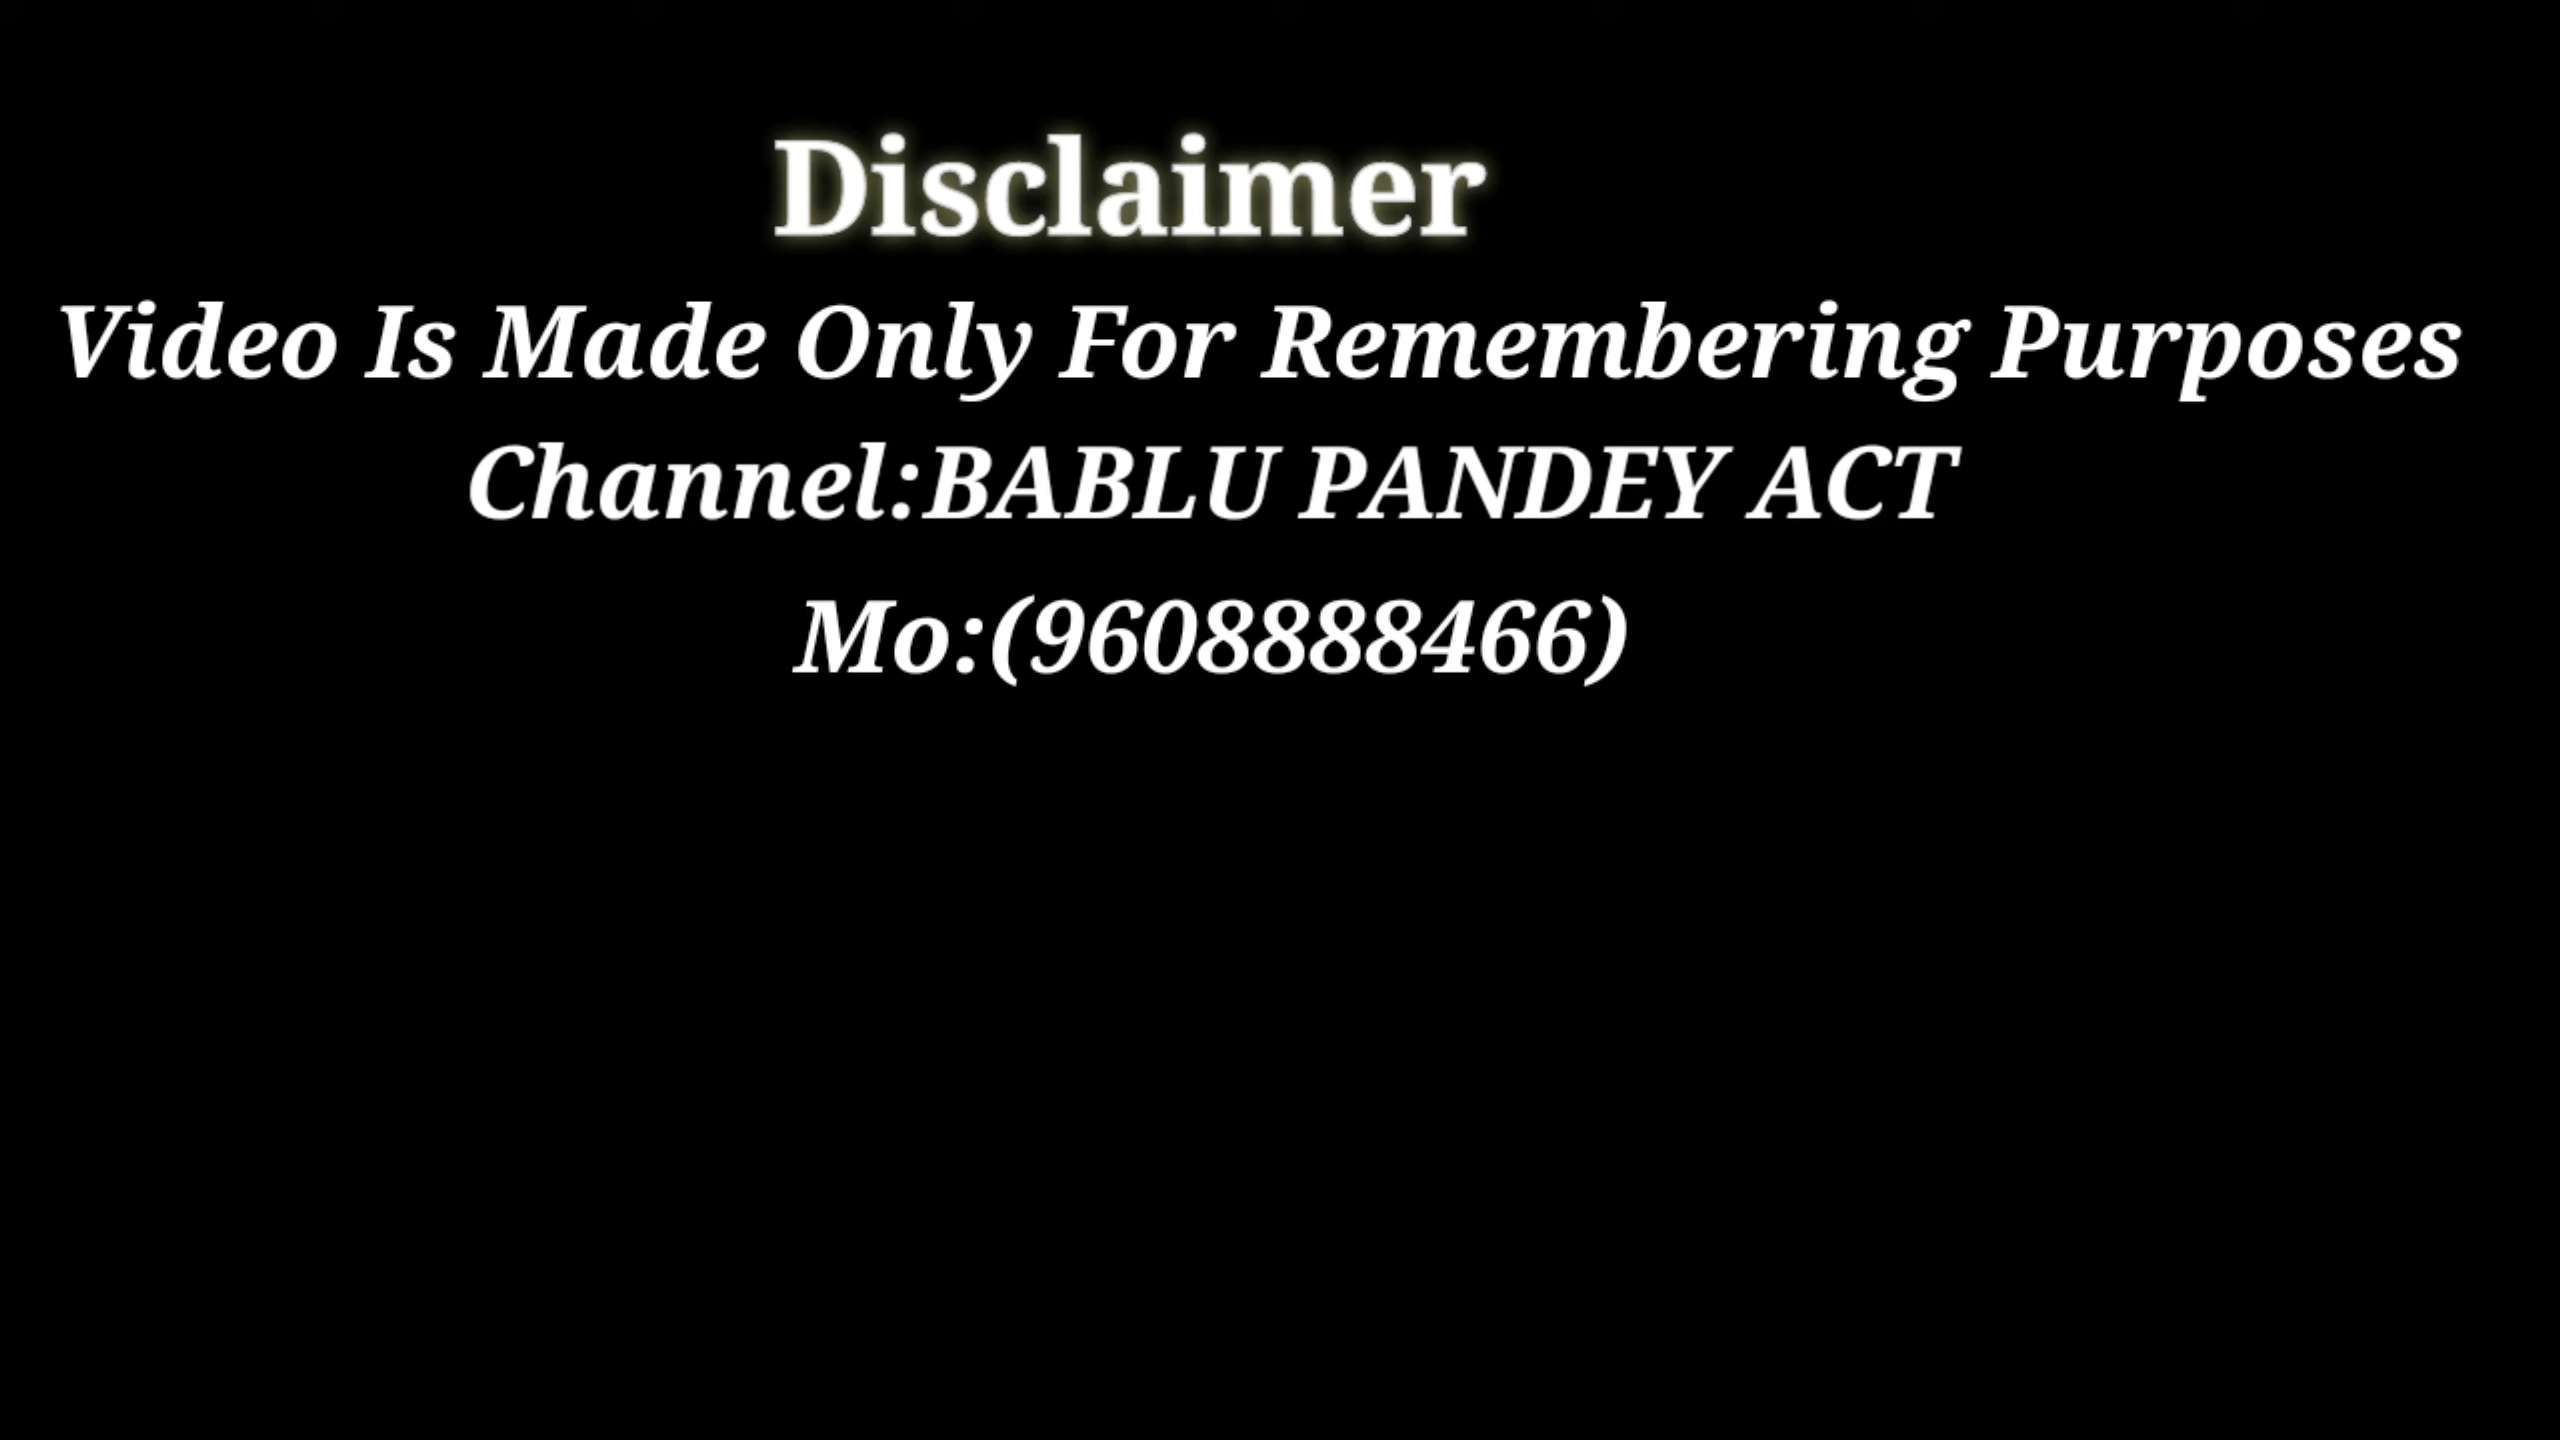 Disclaimer
Video Is Made Only For Remembering Purposes
Channel:BABLU PANDEY ACT
Mo:(9608888466)